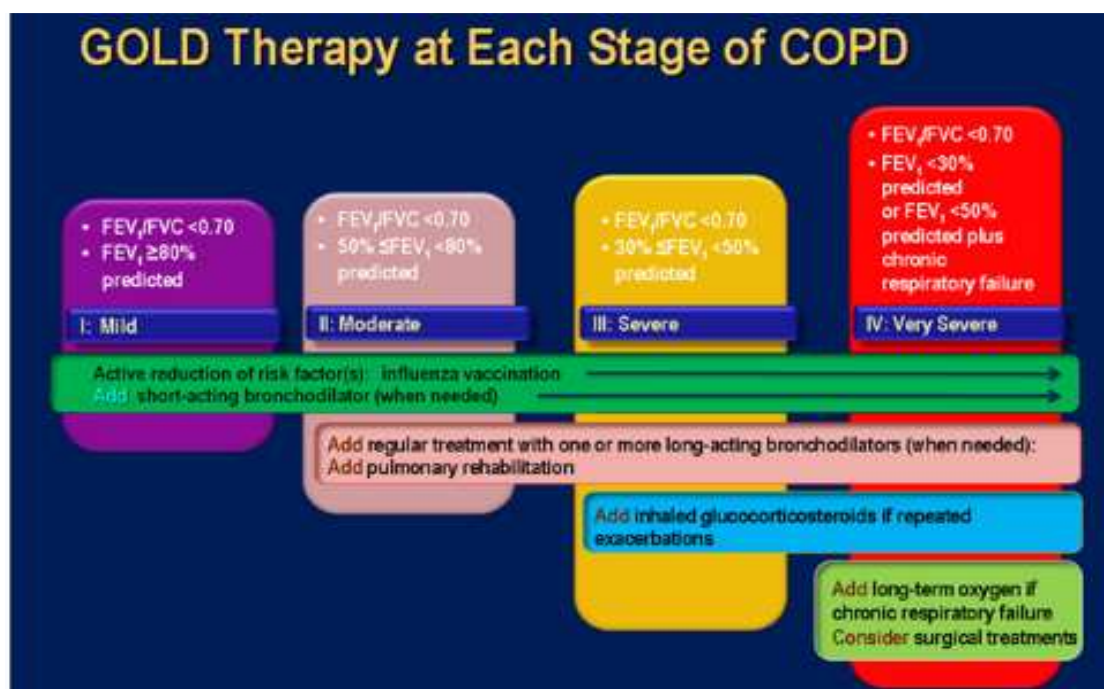 GOLD Therapy at Each Stage of COPD
• FEV₁/FVC <0.70
• FEV₁ ≥80%
predicted
I: Mild
• FEV₁/FVC <0.70
• 50% ≤FEV₁ <80%
predicted
II: Moderate
• FEV₁/FVC <0.70
• 30% ≤FEV₁ <50%
predicted
III: Severe
• FEV₁/FVC <0.70
• FEV₁ <30%
predicted
or FEV₁ <50%
predicted plus
chronic
respiratory failure
IV: Very Severe
Active reduction of risk factor(s): influenza vaccination
Add short-acting bronchodilator (when needed)
Add regular treatment with one or more long-acting bronchodilators (when needed):
Add pulmonary rehabilitation
Add inhaled glucocorticosteroids if repeated
exacerbations
Add long-term oxygen if
chronic respiratory failure
Consider surgical treatments